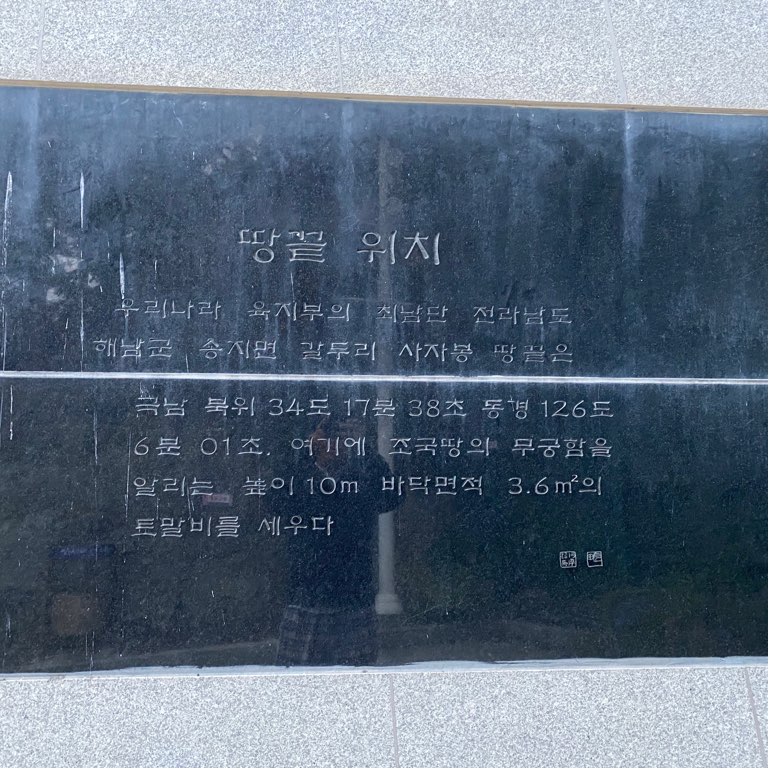 땅끝 위치
우리나라 육지부의 최남단 전라남도
해남군 송지면 갈두리 사자봉 땅끝은
극남 북위 34도 17분 38초 동경 126도
6분 01초. 여기에 조국땅의 무궁함을
알리는 높이 10m 바닥면적 3.6m²의
토말비를 세우다